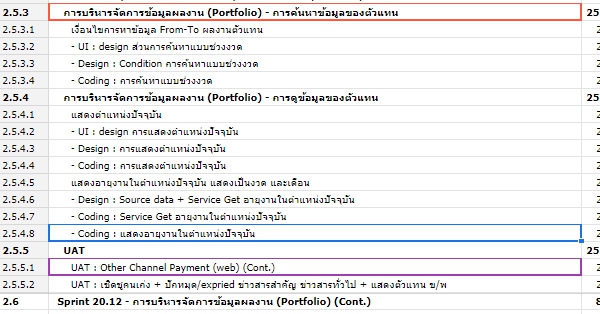 2.5.3 การบริหารจัดการข้อมูลผลงาน (Portfolio) - การค้นหาข้อมูลของตัวแทน 25
2.5.3.1 เงื่อนไขการหาข้อมูล From-To ผลงานตัวแทน 2
2.5.3.2 - UI : design ส่วนการค้นหาแบบช่วงงวด 2
2.5.3.3 - Design : Condition การค้นหาแบบช่วงงวด 2
2.5.3.4 - Coding : การค้นหาแบบช่วงงวด 2
2.5.4 การบริหารจัดการข้อมูลผลงาน (Portfolio) - การดูข้อมูลของตัวแทน 25
2.5.4.1 แสดงตำแหน่งปัจจุบัน 2
2.5.4.2 - UI : design การแสดงตำแหน่งปัจจุบัน 2
2.5.4.3 - Design : การแสดงตำแหน่งปัจจุบัน 2
2.5.4.4 - Coding : การแสดงตำแหน่งปัจจุบัน 2
2.5.4.5 แสดงอายุงานในตำแหน่งปัจจุบัน แสดงเป็นงวด และเดือน 2
2.5.4.6 - Design : Source data + Service Get อายุงานในตำแหน่งปัจจุบัน 2
2.5.4.7 - Coding : Service Get อายุงานในตำแหน่งปัจจุบัน 2
2.5.4.8 - Coding : แสดงอายุงานในตำแหน่งปัจจุบัน 2
2.5.5 UAT 25
2.5.5.1 UAT : Other Channel Payment (web) (Cont.) 2
2.5.5.2 UAT : เชิดชูคนเก่ง + ปักหมุด/expried ข่าวสารสำคัญ ข่าวสารทั่วไป + แสดงตัวแทน ข/พ 2
2.6 Sprint 20.12 - การบริหารจัดการข้อมูลผลงาน (Portfolio) (Cont.) 8